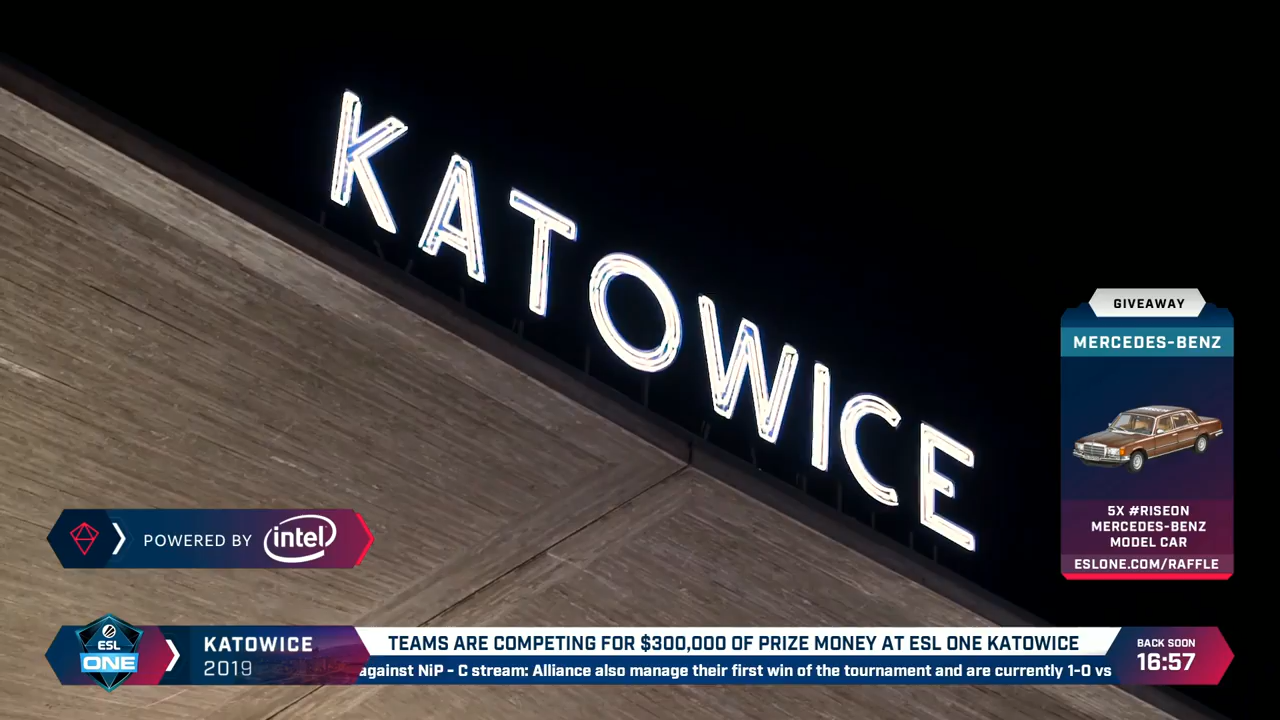 KATOWICE
GIVEAWAY
MERCEDES-BENZ
5X #RISEON
MERCEDES-BENZ
MODEL CAR
ESLONE.COM/RAFFLE
POWERED BY intel
ESL
ONE
KATOWICE
2019
TEAMS ARE COMPETING FOR $300,000 OF PRIZE MONEY AT ESL ONE KATOWICE
against NiP - C stream: Alliance also manage their first win of the tournament and are currently 1-0 vs
BACK SOON
16:57